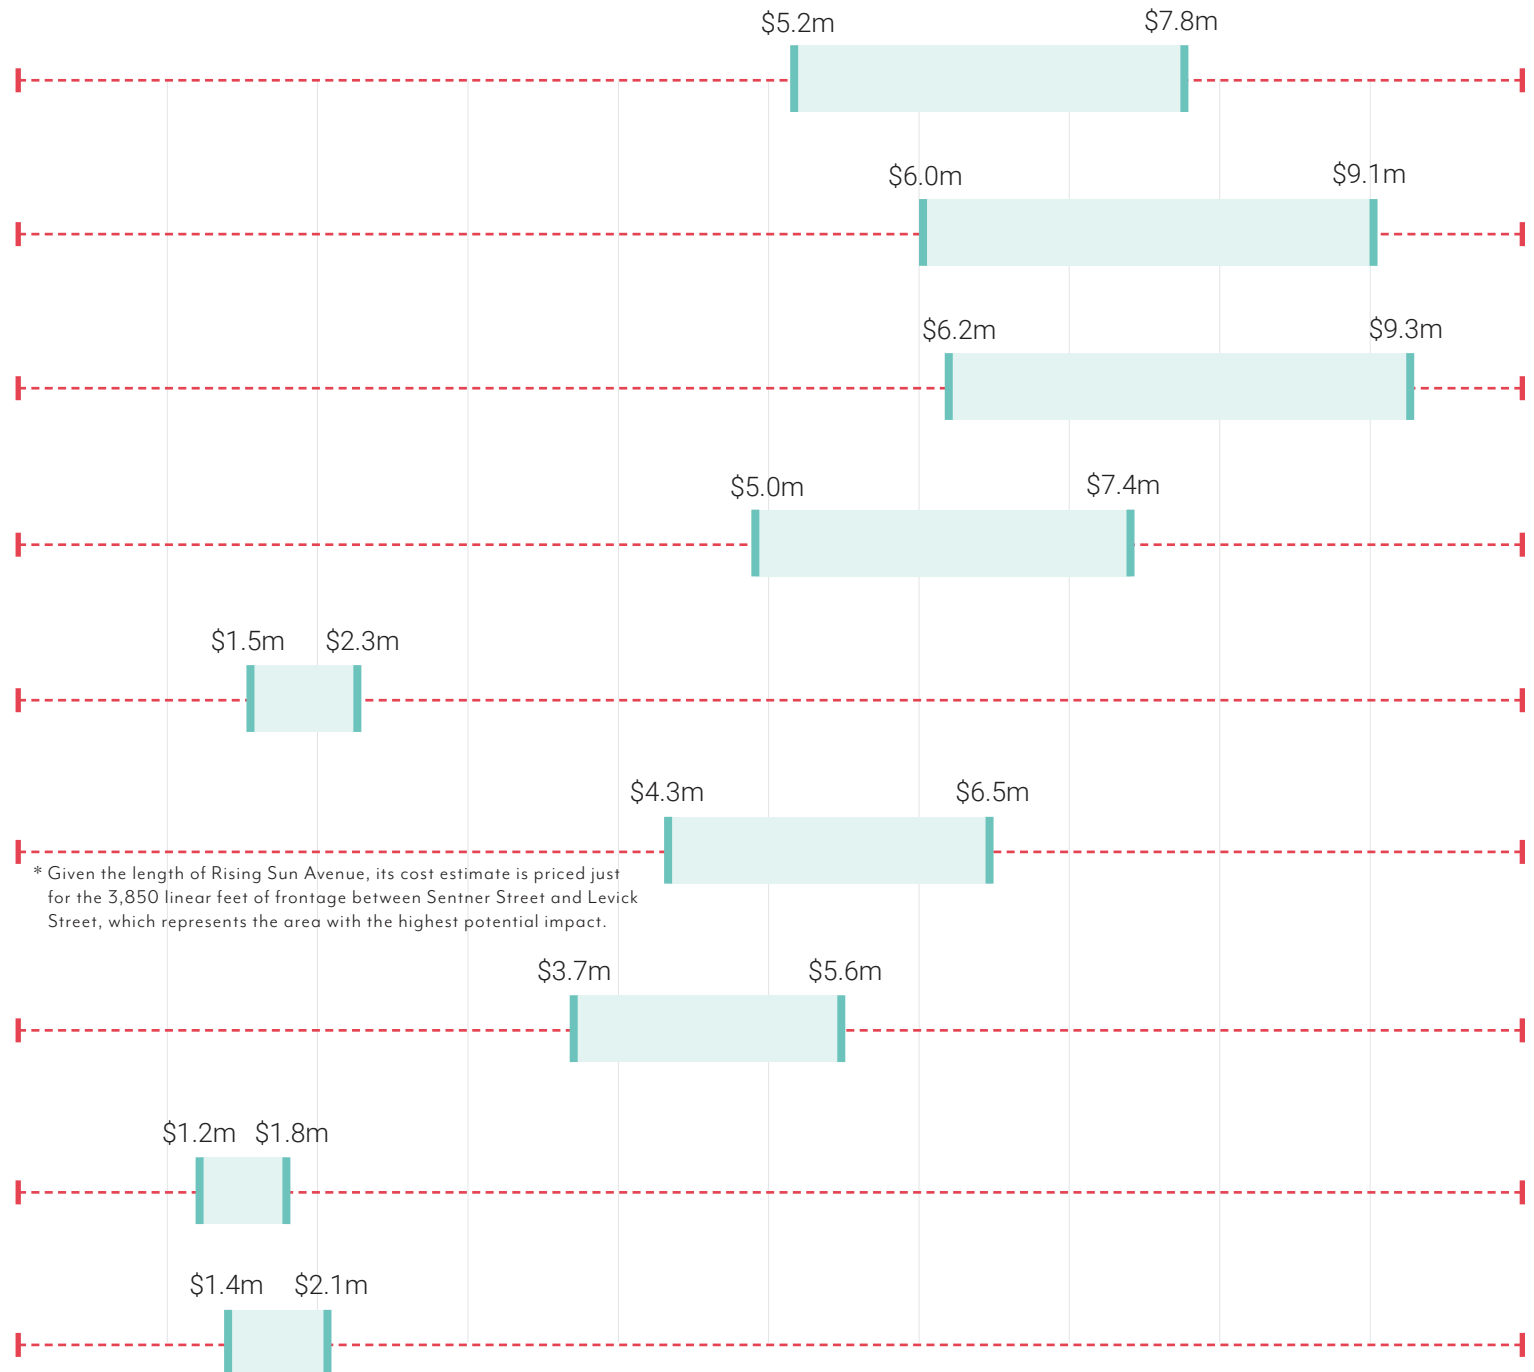 $5.2m $7.8m
$6.0m $9.1m
$6.2m $9.3m
$5.0m $7.4m
$1.5m $2.3m
$4.3m $6.5m
* Given the length of Rising Sun Avenue, its cost estimate is priced just
for the 3,850 linear feet of frontage between Sentner Street and Levick
Street, which represents the area with the highest potential impact.
$3.7m $5.6m
$1.2m $1.8m
$1.4m $2.1m